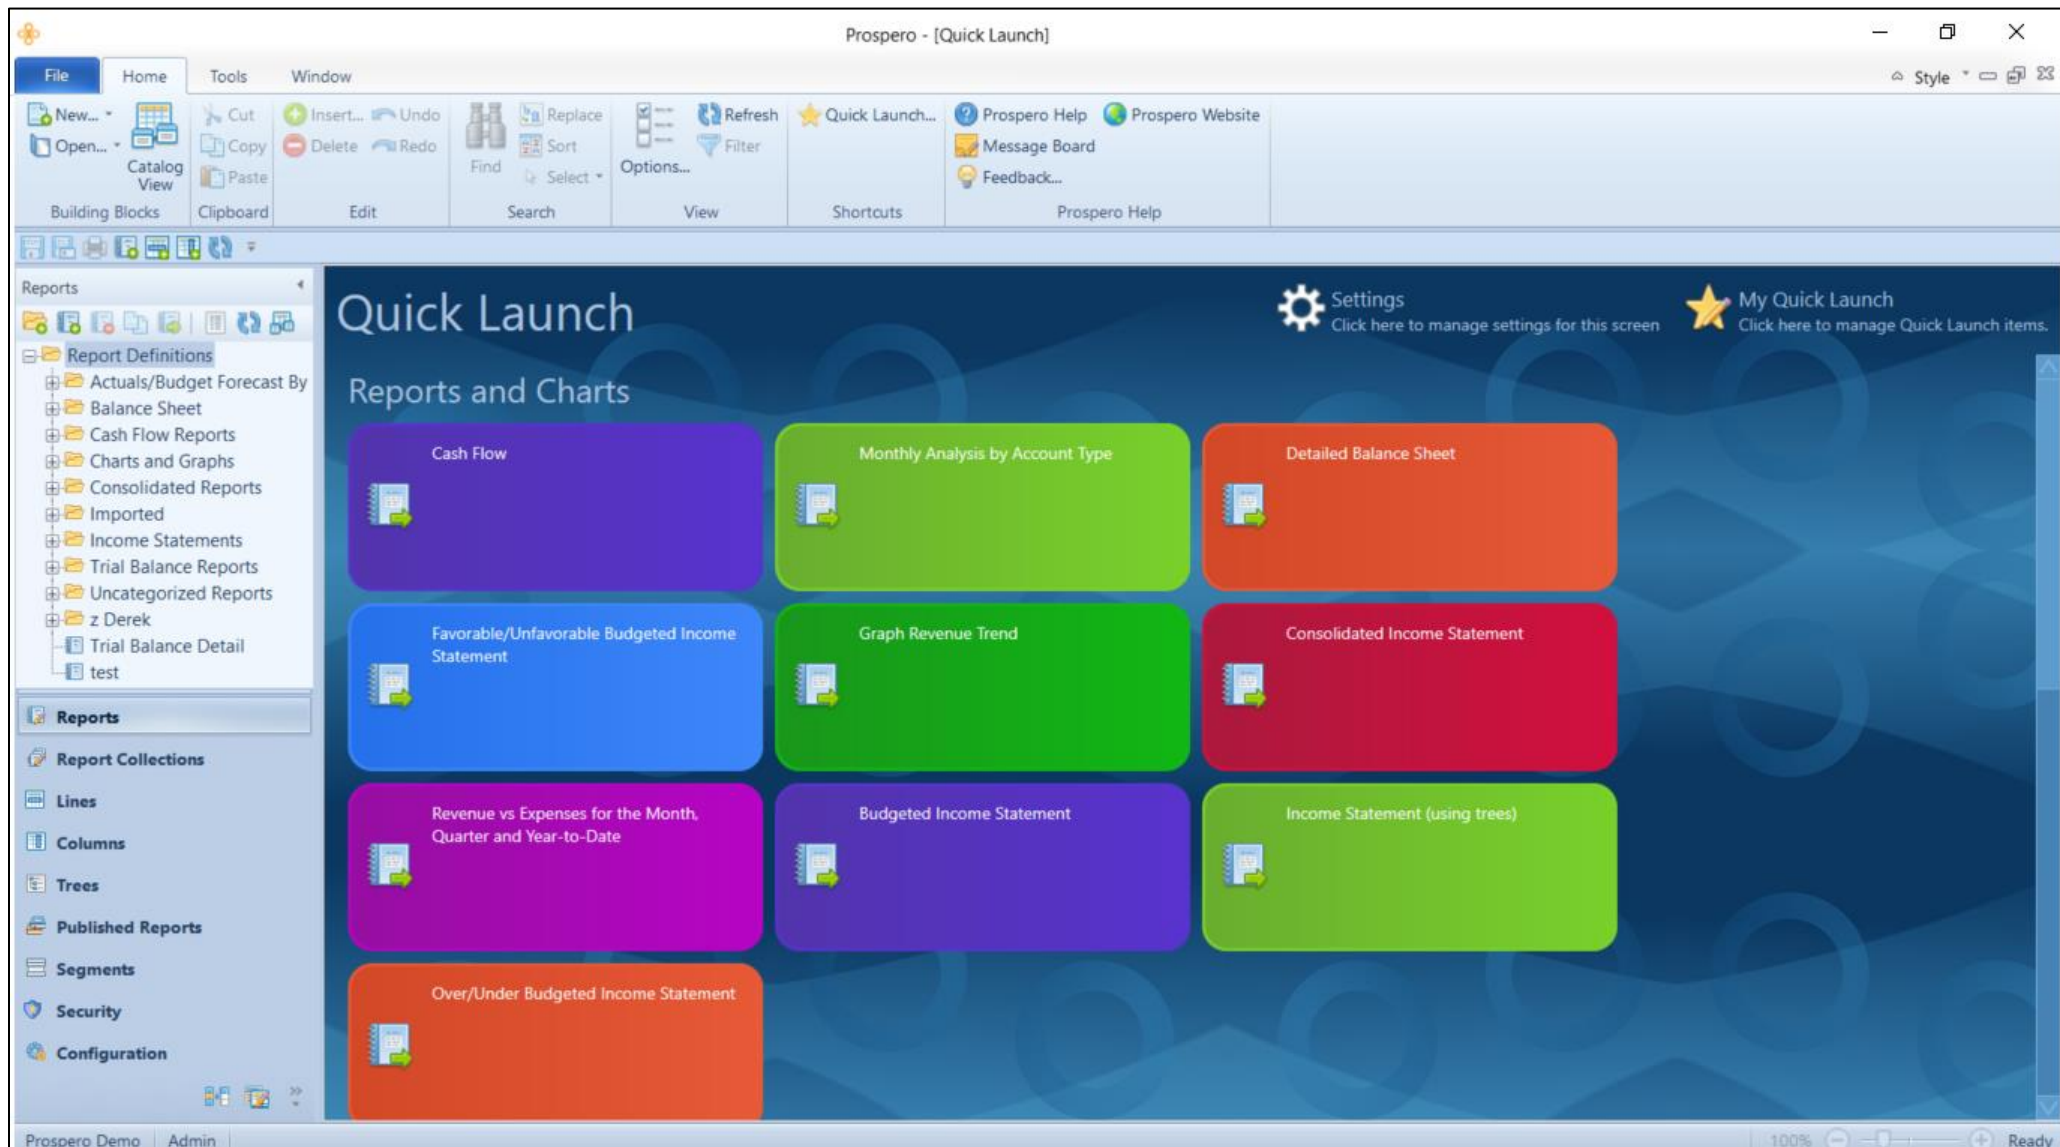 Prospero - [Quick Launch]
File Home Tools Window Style
New... Cut Insert... Undo Replace Refresh Quick Launch... Prospero Help Prospero Website
Open... Copy Delete Redo Sort Filter Message Board
Catalog View Paste Find Select Options... Feedback...
Building Blocks Clipboard Edit Search View Shortcuts Prospero Help
Reports
Report Definitions
Actuals/Budget Forecast By
Balance Sheet
Cash Flow Reports
Charts and Graphs
Consolidated Reports
Imported
Income Statements
Trial Balance Reports
Uncategorized Reports
z Derek
Trial Balance Detail
test
Reports
Report Collections
Lines
Columns
Trees
Published Reports
Segments
Security
Configuration
Quick Launch
Settings
Click here to manage settings for this screen
My Quick Launch
Click here to manage Quick Launch items.
Reports and Charts
Cash Flow
Monthly Analysis by Account Type
Detailed Balance Sheet
Favorable/Unfavorable Budgeted Income
Statement
Graph Revenue Trend
Consolidated Income Statement
Revenue vs Expenses for the Month,
Quarter and Year-to-Date
Budgeted Income Statement
Income Statement (using trees)
Over/Under Budgeted Income Statement
Prospero Demo Admin 100% Ready